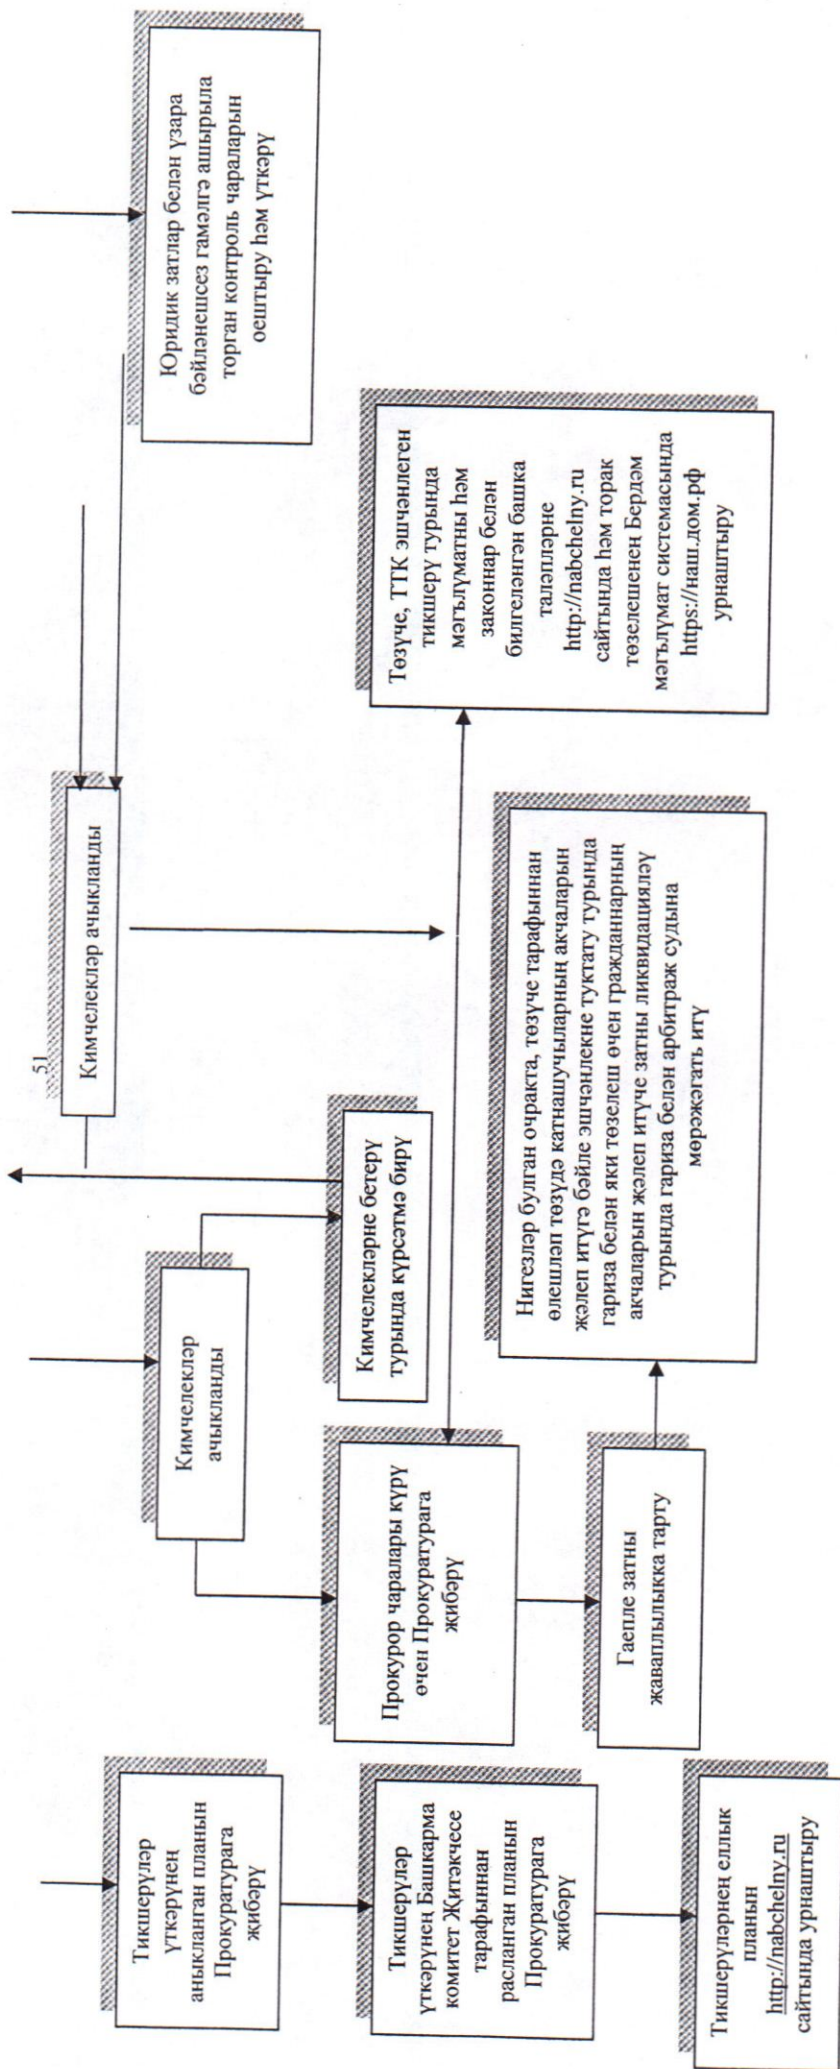 51
Тикшерүләр
үткәрүнең
аныкланган планын
Прокуратурага
җибәрү
Тикшерүләр
үткәрүнең Башкарма
комитет Җитәкчесе
тарафыннан
расланган планын
Прокуратурага
җибәрү
Тикшерүләрнең еллык
планын
http://nabchelny.ru
сайтында урнаштыру
Кимчелекләр
ачыкланды
Прокурор чаралары күрү
өчен Прокуратурага
җибәрү
Гаепле затны
җаваплылыкка тарту
Кимчелекләрне бетерү
турында күрсәтмә бирү
Кимчелекләр ачыкланды
Нигезләр булган очракта, төзүче тарафыннан
өлешләп төзүдә катнашучыларның акчаларын
җәлеп итүгә бәйле эшчәнлекне туктату турында
гариза белән яки төзелеш өчен гражданнарның
акчаларын җәлеп итүче затны ликвидацияләү
турында гариза белән арбитраж судына
мөрәҗәгать итү
Юридик затлар белән үзара
бәйләнешсез гамәлгә ашырыла
торган контроль чараларын
оештыру һәм үткәрү
Төзүче, ТТК эшчәнлеген
тикшерү турында
мәгълүматны һәм
законнар белән
билгеләнгән башка
таләпләрне
http://nabchelny.ru
сайтында һәм торак
төзелешенең Бердәм
мәгълүмат системасында
https://наш.дом.рф
урнаштыру